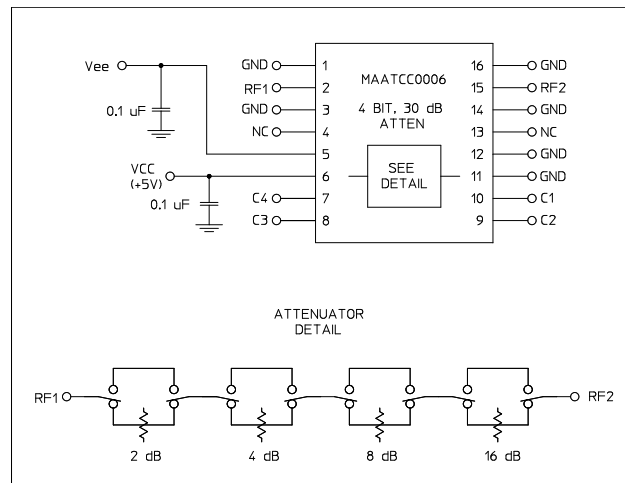 Vee
0.1 uF
VCC
(+5V)
0.1 uF
GND 1
RF1 2
GND 3
NC 4
5
6
C4 7
C3 8
MAATCC0006
4 BIT, 30 dB
ATTEN
SEE
DETAIL
16 GND
15 RF2
14 GND
13 NC
12 GND
11 GND
10 C1
9 C2
ATTENUATOR
DETAIL
RF1
RF2
2 dB
4 dB
8 dB
16 dB